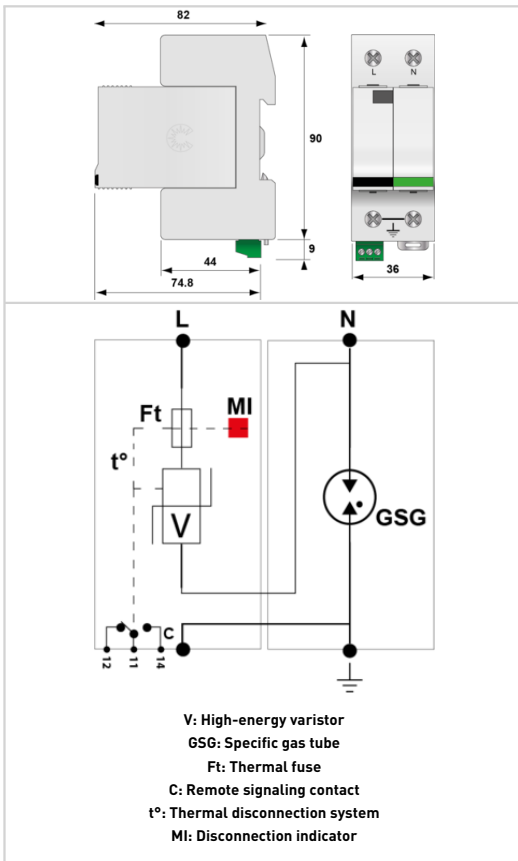 82
L N
90
9
44
74.8
36
L N
Ft MI
t°
V
GSG
C
12 11 14
V: High-energy varistor
GSG: Specific gas tube
Ft: Thermal fuse
C: Remote signaling contact
t°: Thermal disconnection system
MI: Disconnection indicator